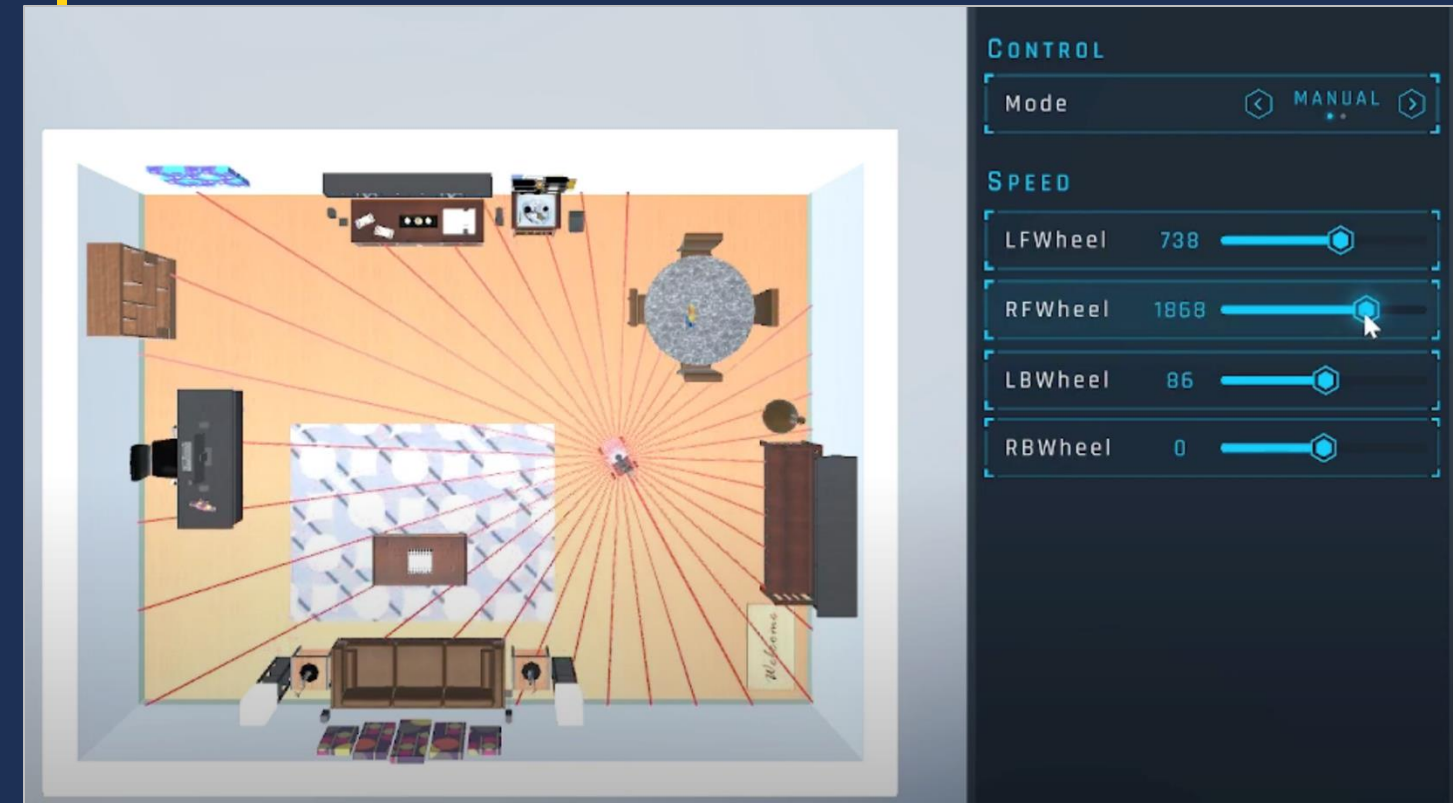 CONTROL
Mode MANUAL
SPEED
LFWheel 738
RFWheel 1868
LBWheel 86
RBWheel 0
Welcome